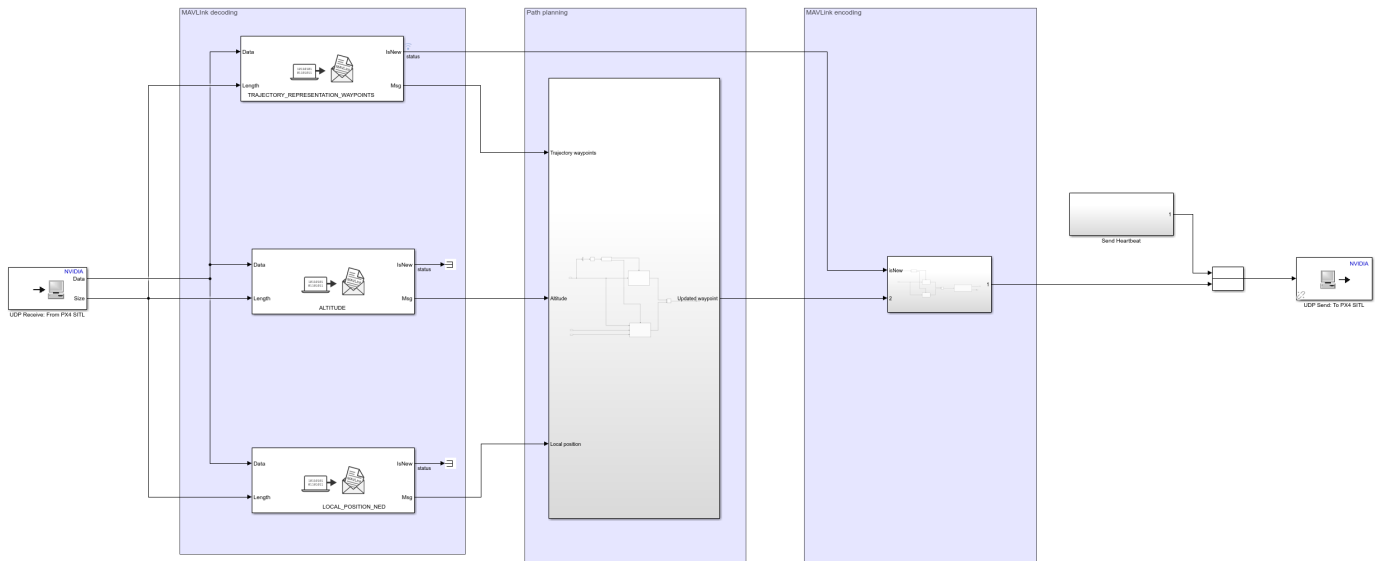 MAVLink decoding
Path planning
MAVLink encoding
Data
Length
IsNew
status
Msg
TRAJECTORY_REPRESENTATION_WAYPOINTS
Trajectory waypoints
Data
Length
IsNew
status
Msg
ALTITUDE
Altitude
Updated waypoint
isNew
2
1
1
Send Heartbeat
NVIDIA
Data
Size
UDP Receive: From PX4 SITL
NVIDIA
UDP Send: To PX4 SITL
Local position
Data
Length
IsNew
status
Msg
LOCAL_POSITION_NED